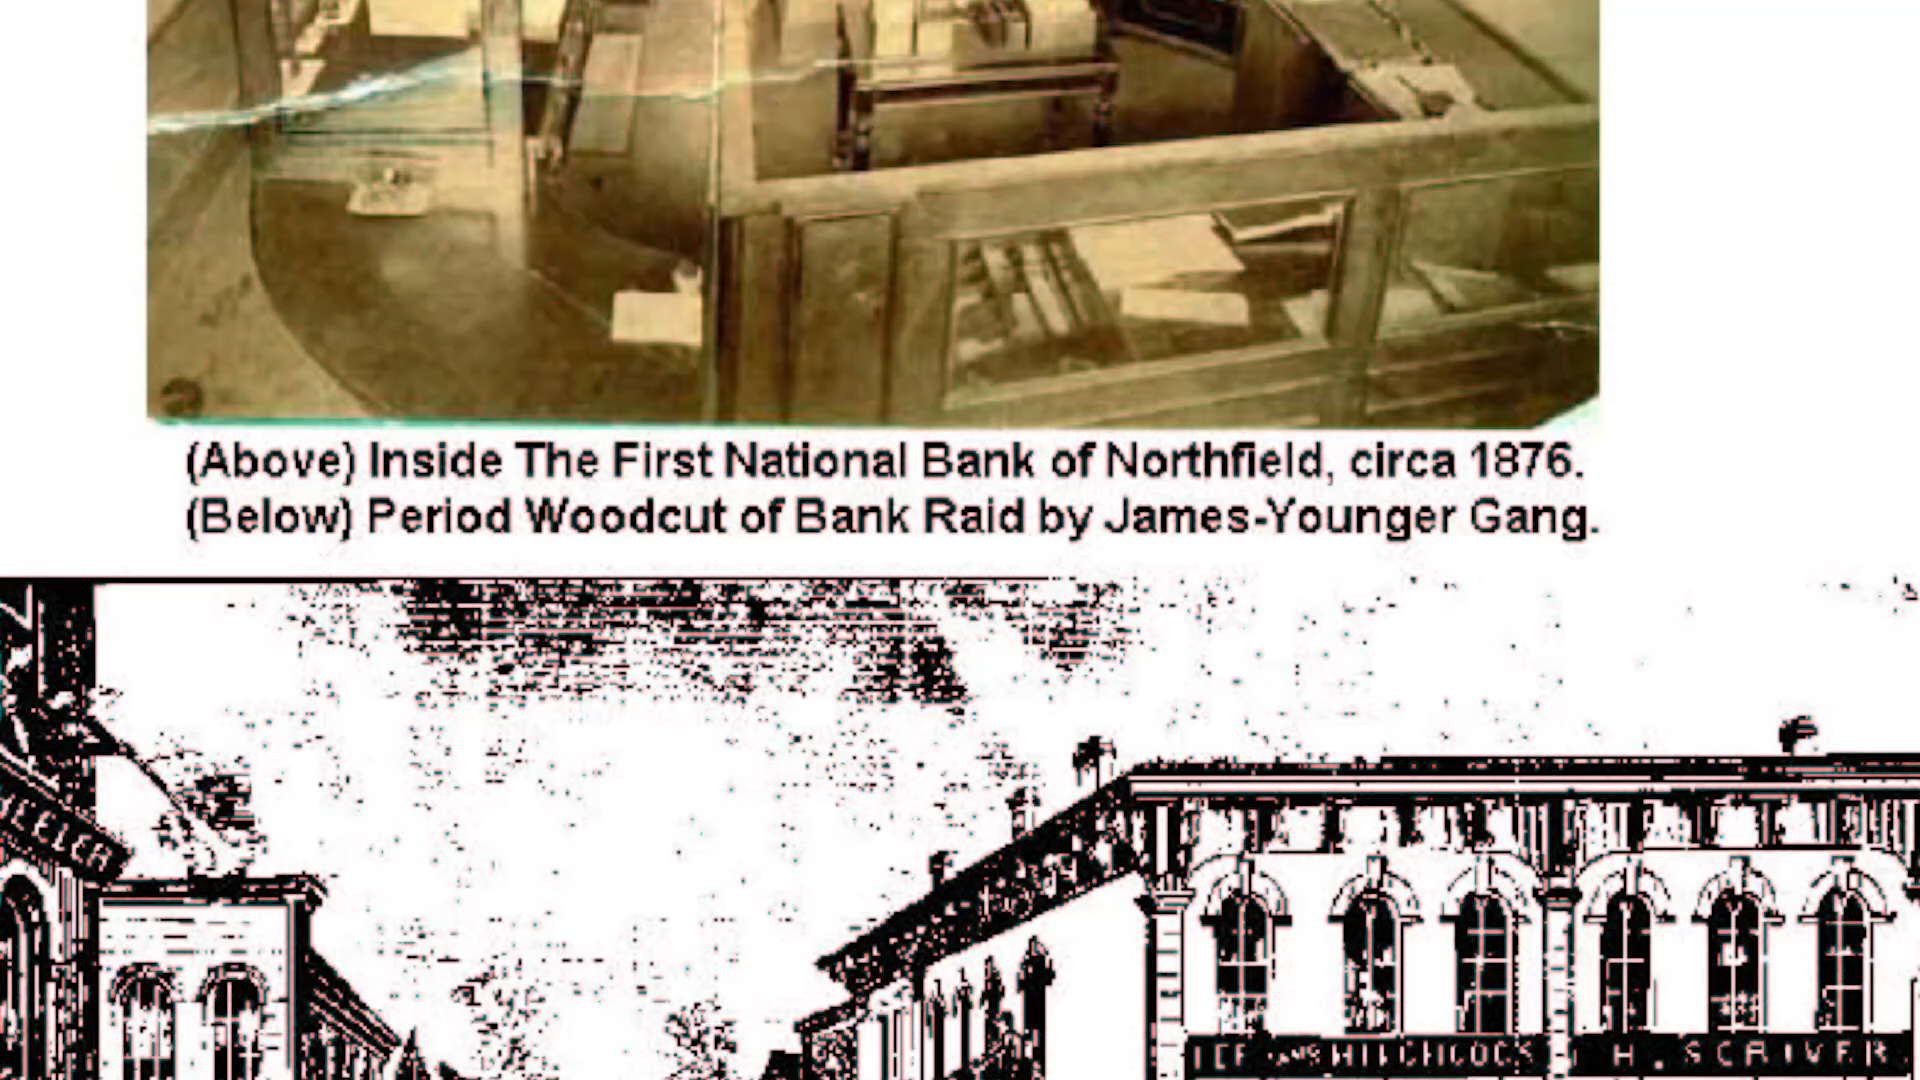 (Above) Inside The First National Bank of Northfield, circa 1876.
(Below) Period Woodcut of Bank Raid by James-Younger Gang.
HITCHCOCK H. SCRIVER